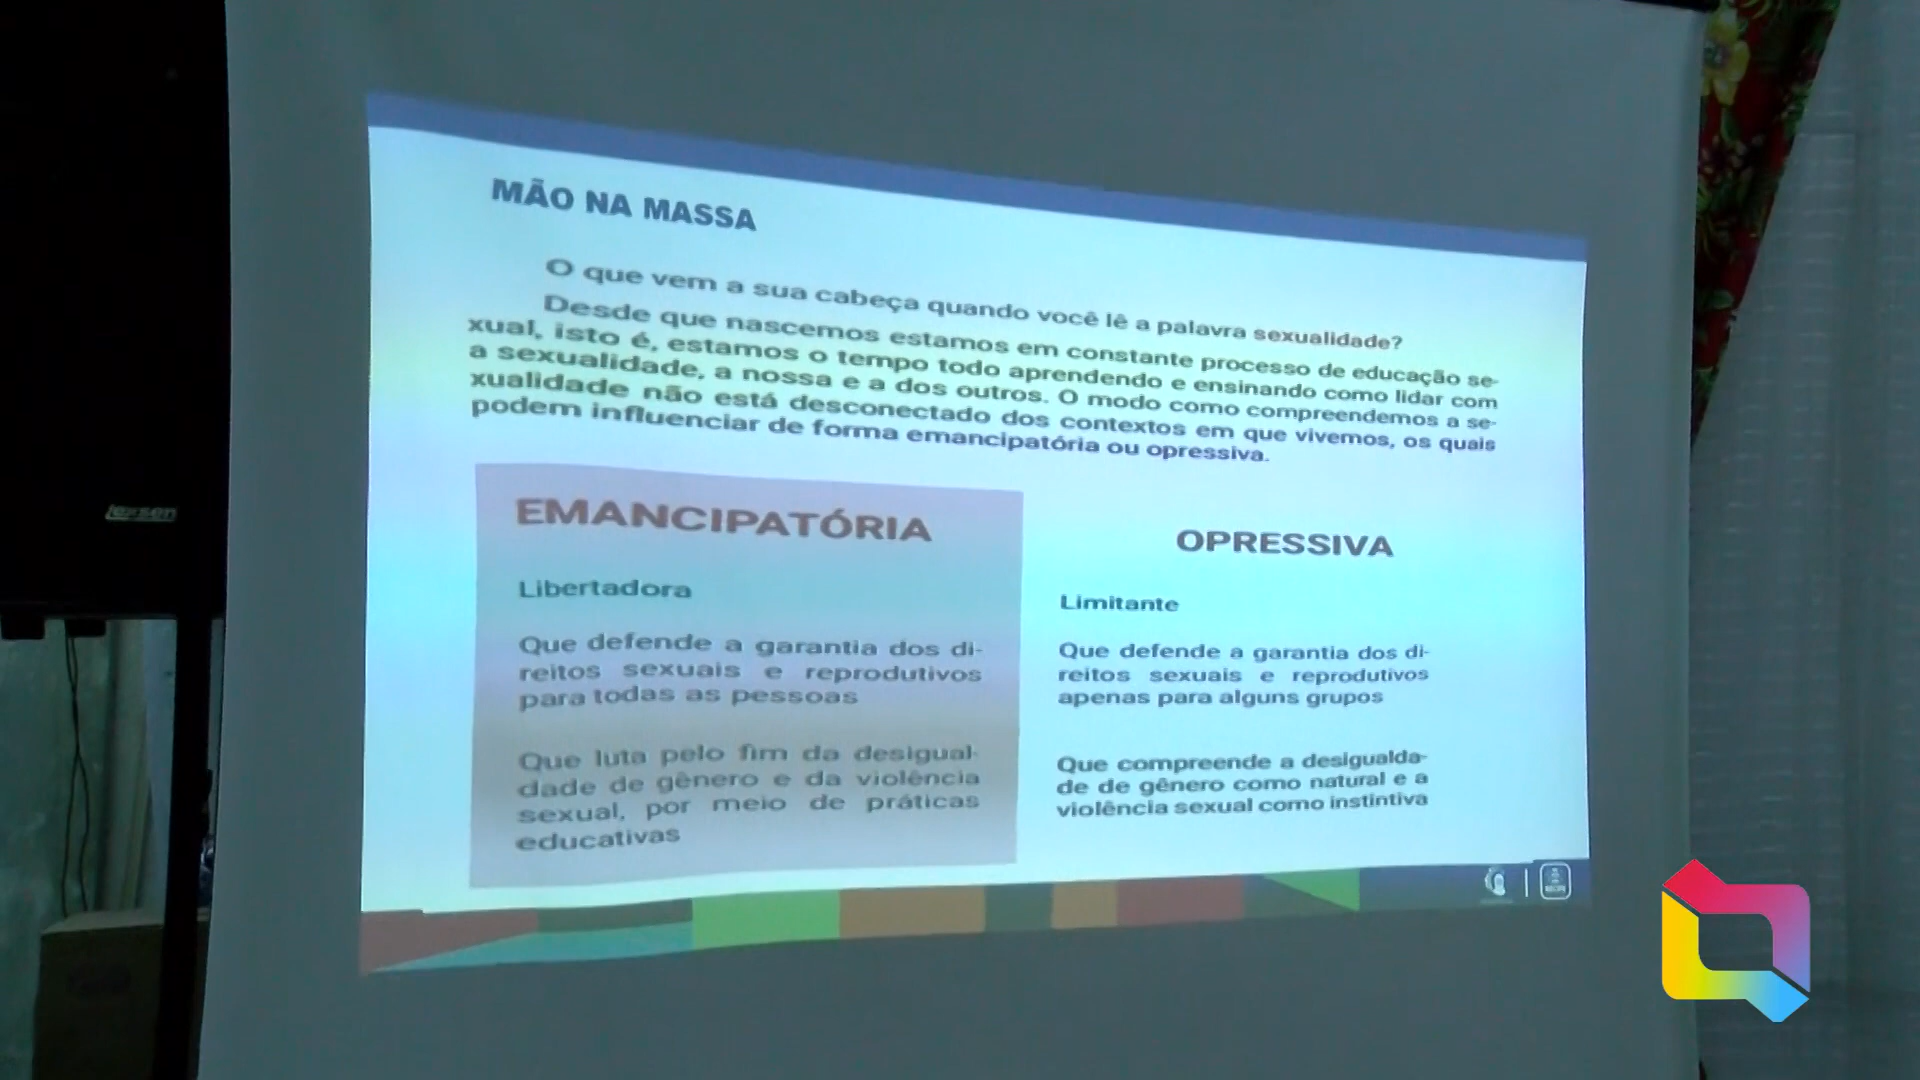 MÃO NA MASSA
O que vem a sua cabeça quando você lê a palavra sexualidade?
Desde que nascemos estamos em constante processo de educação se-
xual, isto é, estamos o tempo todo aprendendo e ensinando como lidar com
a sexualidade, a nossa e a dos outros. O modo como compreendemos a se-
xualidade não está desconectado dos contextos em que vivemos, os quais
podem influenciar de forma emancipatória ou opressiva.
EMANCIPATÓRIA
Libertadora
Que defende a garantia dos di-
reitos sexuais e reprodutivos
para todas as pessoas
Que luta pelo fim da desigual-
dade de gênero e da violência
sexual, por meio de práticas
educativas
OPRESSIVA
Limitante
Que defende a garantia dos di-
reitos sexuais e reprodutivos
apenas para alguns grupos
Que compreende a desigualda-
de de gênero como natural e a
violência sexual como instintiva